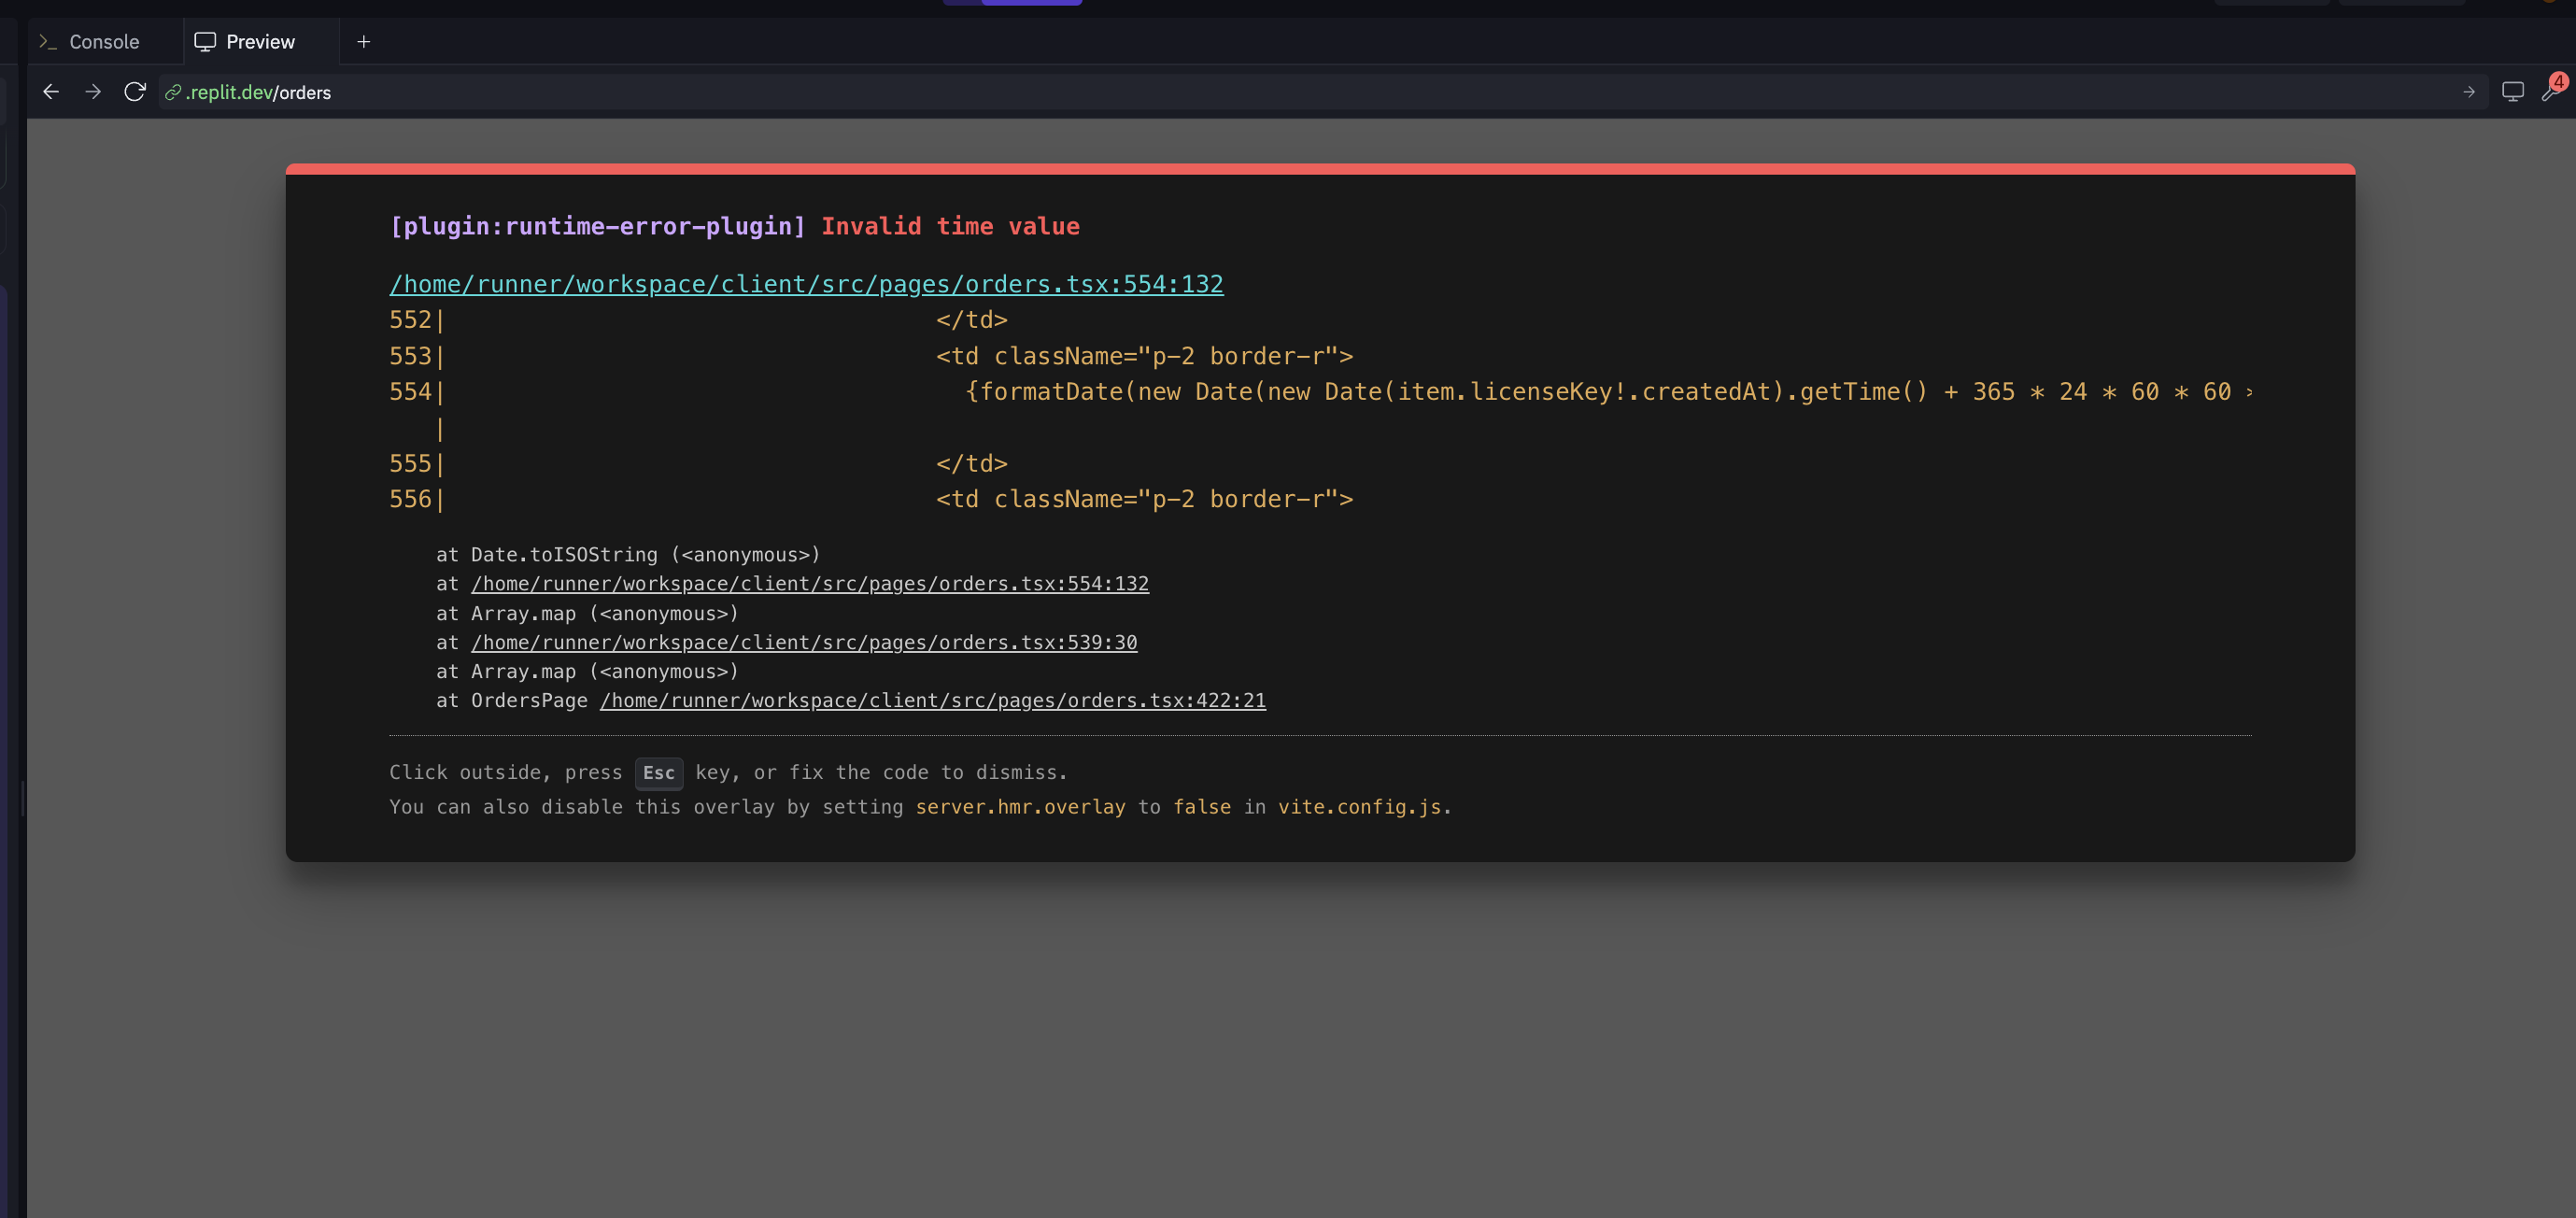 Console
Preview
.replit.dev/orders
4
[plugin:runtime-error-plugin] Invalid time value
/home/runner/workspace/client/src/pages/orders.tsx:554:132
552| </td>
553| <td className="p-2 border-r">
554| {formatDate(new Date(new Date(item.licenseKey!.createdAt).getTime() + 365 * 24 * 60 * 60
|
555| </td>
556| <td className="p-2 border-r">
at Date.toISOString (<anonymous>)
at /home/runner/workspace/client/src/pages/orders.tsx:554:132
at Array.map (<anonymous>)
at /home/runner/workspace/client/src/pages/orders.tsx:539:30
at Array.map (<anonymous>)
at OrdersPage /home/runner/workspace/client/src/pages/orders.tsx:422:21
Click outside, press Esc key, or fix the code to dismiss.
You can also disable this overlay by setting server.hmr.overlay to false in vite.config.js.